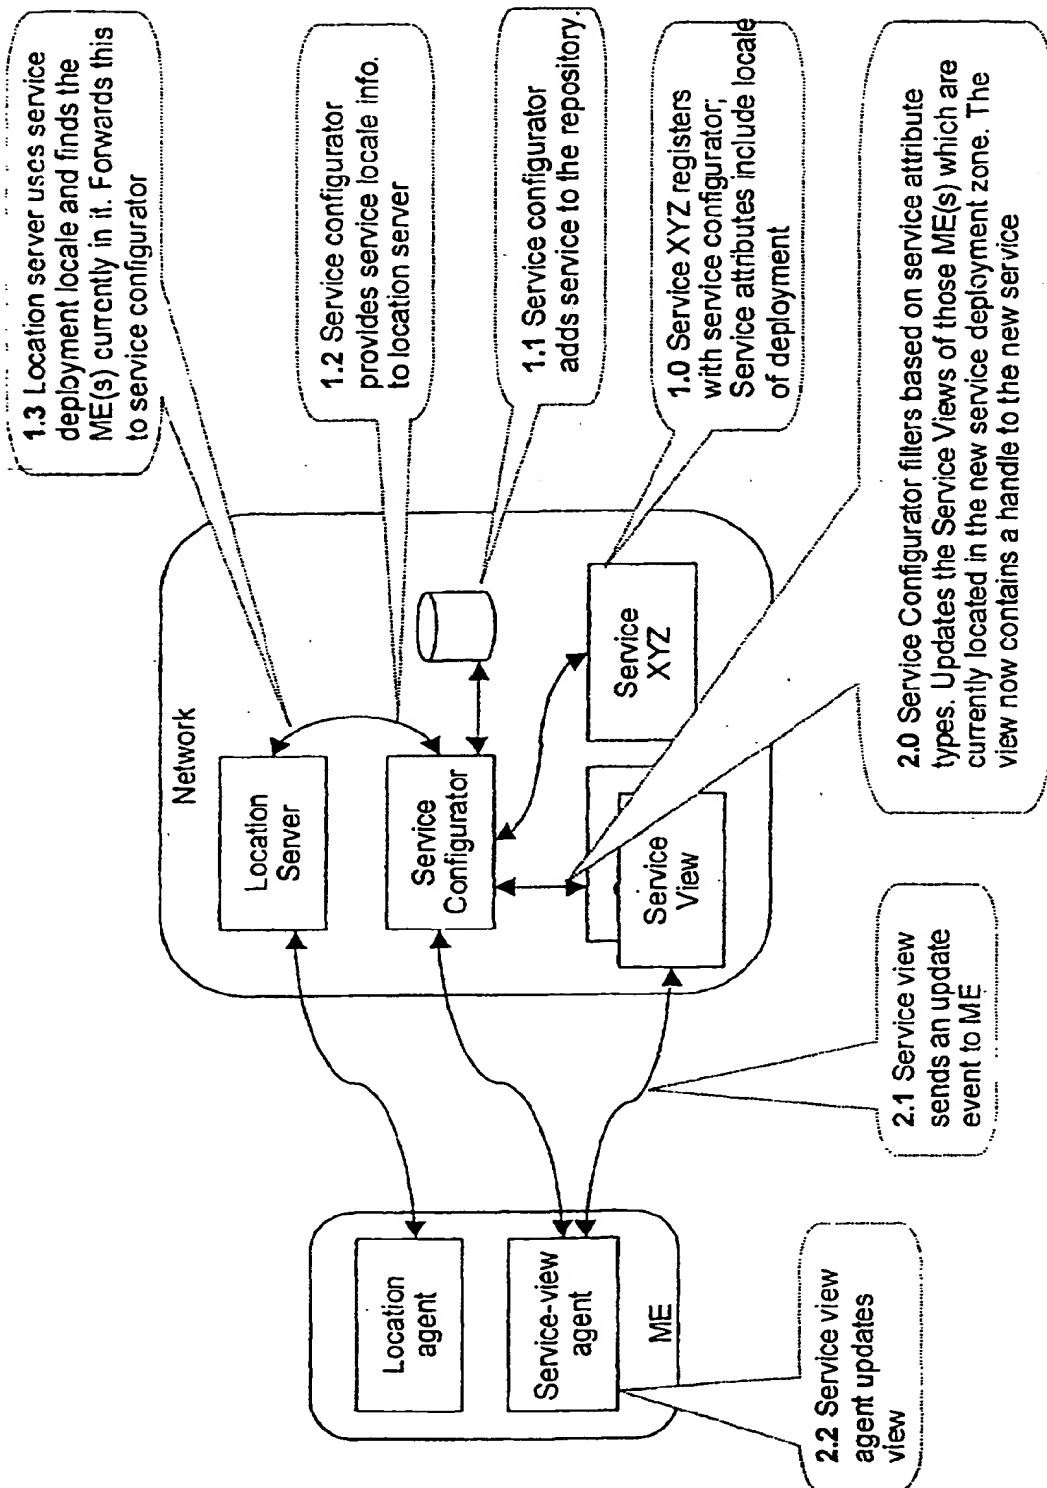 1.3 Location server uses service
deployment locale and finds the
ME(s) currently in it. Forwards this
to service configurator
1.2 Service configurator
provides service locale info.
to location server
1.1 Service configurator
adds service to the repository.
1.0 Service XYZ registers
with service configurator;
Service attributes include locale
of deployment
Network
Location
Server
Service
Configurator
Service
XYZ
Service
View
2.0 Service Configurator filters based on service attribute
types. Updates the Service Views of those ME(s) which are
currently located in the new service deployment zone. The
view now contains a handle to the new service
2.1 Service view
sends an update
event to ME
Location
agent
Service-view
agent
ME
2.2 Service view
agent updates
view